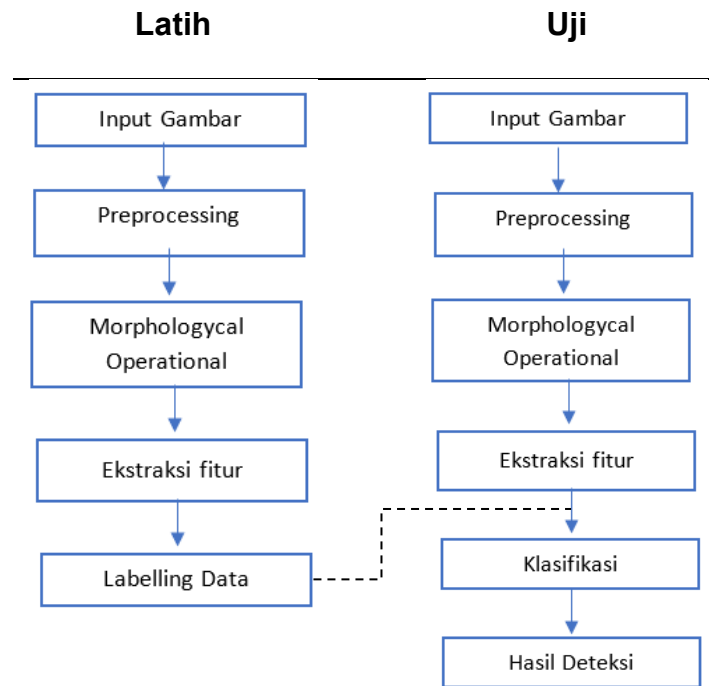 Latih
Input Gambar
Preprocessing
Morphologycal
Operational
Ekstraksi fitur
Labelling Data
Uji
Input Gambar
Preprocessing
Morphologycal
Operational
Ekstraksi fitur
Klasifikasi
Hasil Deteksi